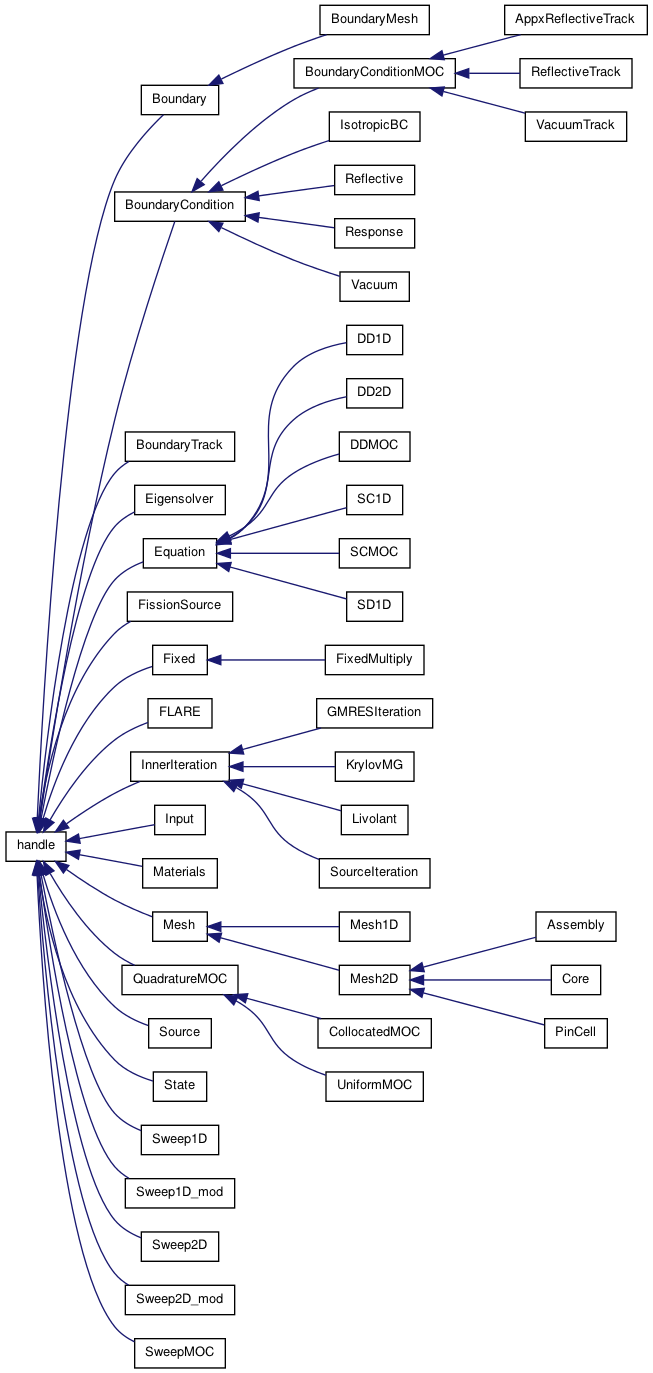 BoundaryMesh
AppxReflectiveTrack
BoundaryConditionMOC
ReflectiveTrack
Boundary
IsotropicBC
VacuumTrack
Reflective
BoundaryCondition
Response
Vacuum
DD1D
DD2D
BoundaryTrack
DDMOC
Eigensolver
SC1D
Equation
SCMOC
FissionSource
SD1D
Fixed
FixedMultiply
FLARE
GMRESIteration
InnerIteration
KrylovMG
Input
Livolant
handle
Materials
SourceIteration
Mesh
Mesh1D
Assembly
QuadratureMOC
Mesh2D
Core
Source
CollocatedMOC
PinCell
State
UniformMOC
Sweep1D
Sweep1D_mod
Sweep2D
Sweep2D_mod
SweepMOC